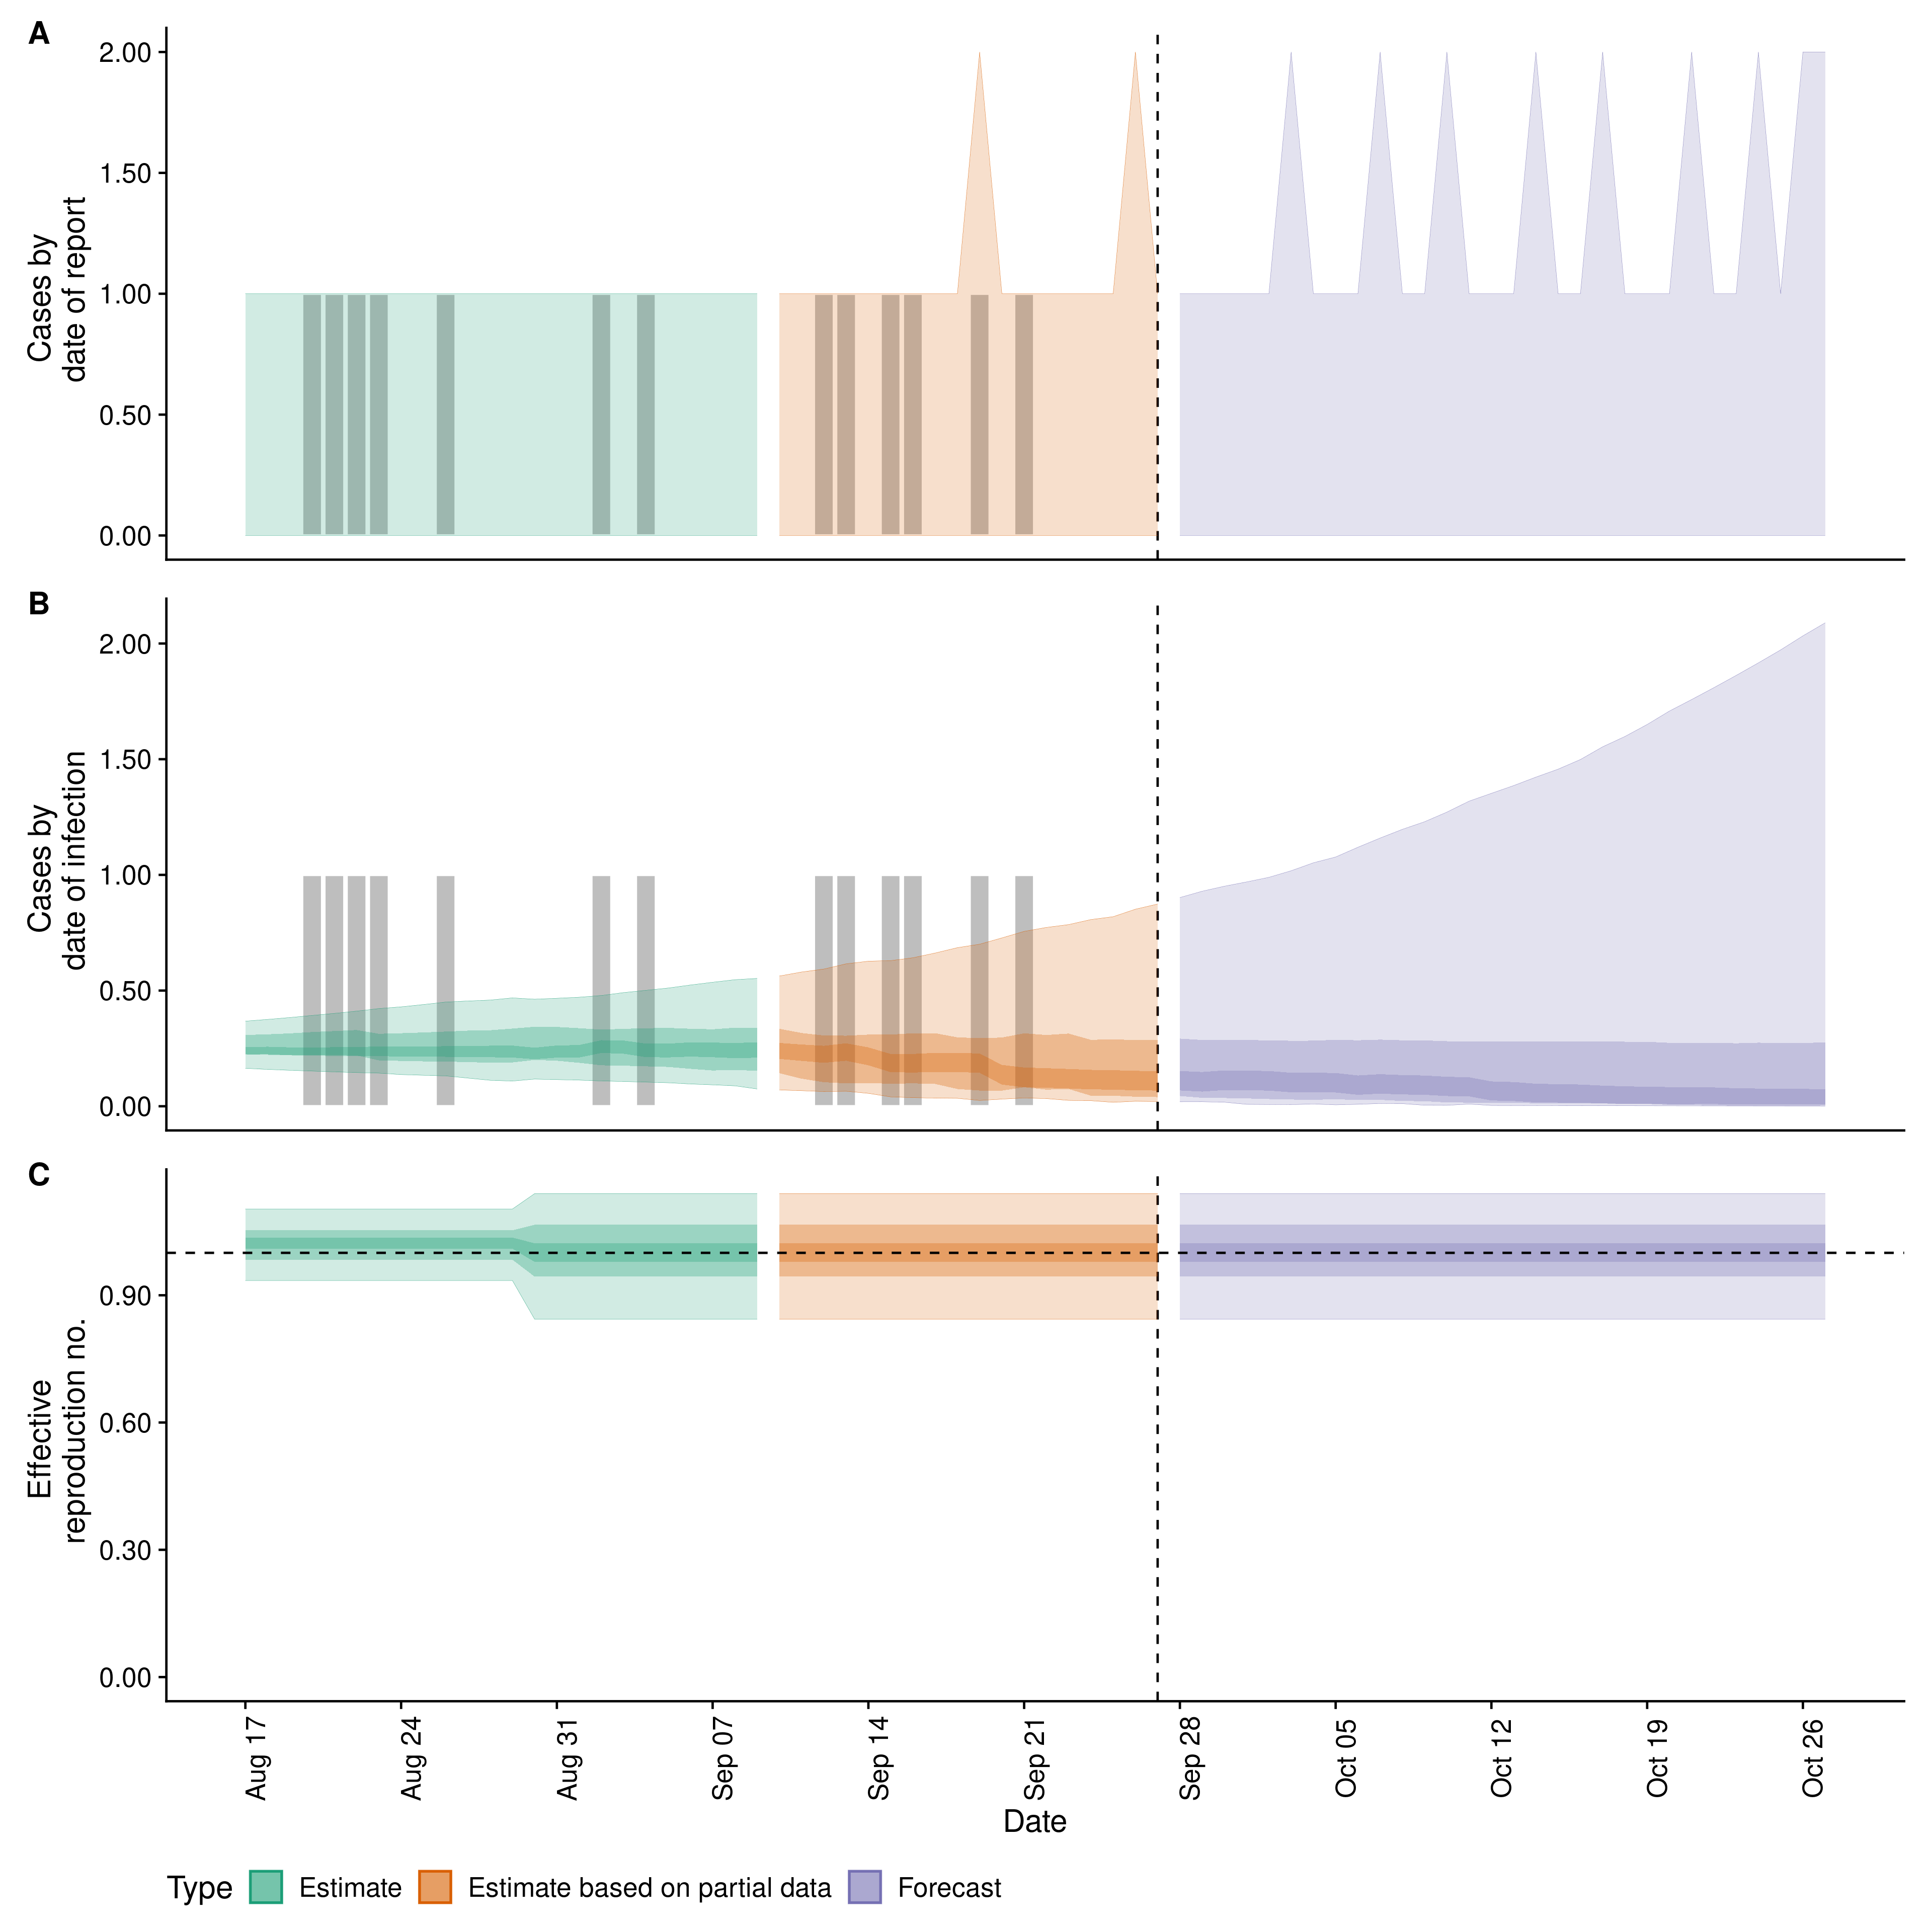 A
Cases by
date of report
2.00
1.50
1.00
0.50
0.00
B
Cases by
date of infection
2.00
1.50
1.00
0.50
0.00
C
Effective
reproduction no.
0.90
0.60
0.30
0.00
Aug 17
Aug 24
Aug 31
Sep 07
Sep 14
Sep 21
Sep 28
Oct 05
Oct 12
Oct 19
Oct 26
Date
Type Estimate Estimate based on partial data Forecast